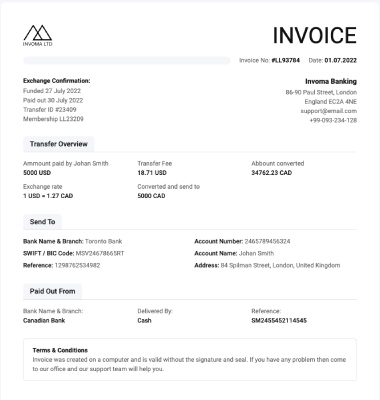 INVOICE
INVOMA LTD
Invoice No: #LL93784 Date: 01.07.2022
Exchange Confirmation:
Funded 27 July 2022
Paid out 30 July 2022
Transfer ID #23409
Membership LL23209
Invoma Banking
86-90 Paul Street, London
England EC2A 4NE
support@email.com
+99-093-234-128
Transfer Overview
Ammount paid by Johan Smith
5000 USD
Transfer Fee
18.71 USD
Abbount converted
34762.23 CAD
Exchange rate
1 USD = 1.27 CAD
Converted and send to
5000 CAD
Send To
Bank Name & Branch: Toronto Bank
SWIFT / BIC Code: MSV24678665RT
Reference: 1298762534982
Account Number: 2465789456324
Account Name: Johan Smith
Address: 84 Spilman Street, London, United Kingdom
Paid Out From
Bank Name & Branch:
Canadian Bank
Delivered By:
Cash
Reference:
SM2455452114545
Terms & Conditions
Invoice was created on a computer and is valid without the signature and seal. If you have any problem then come
to our office and our support team will help you.